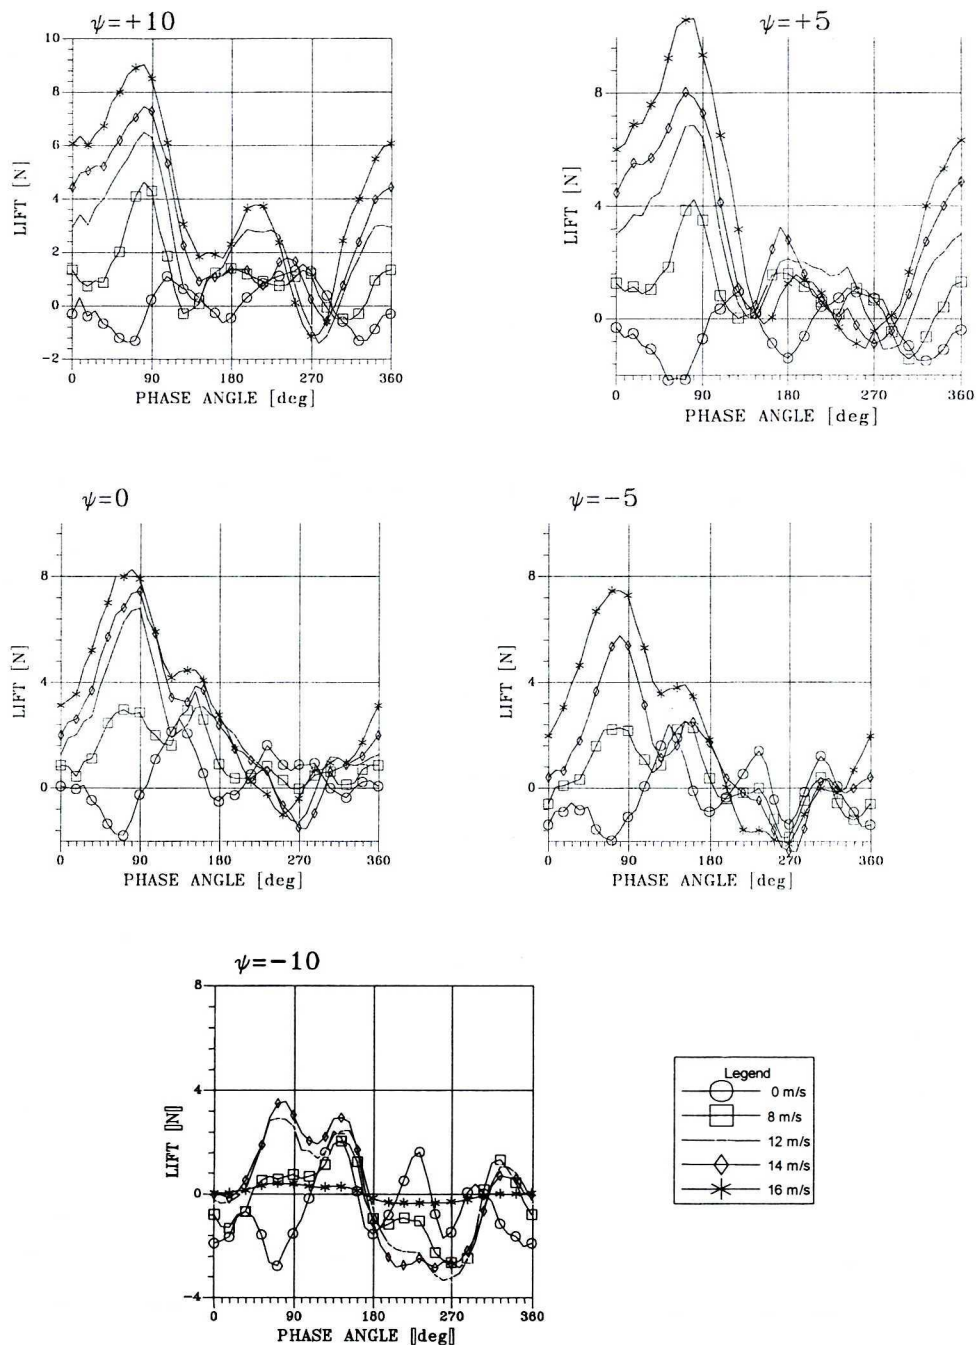 ψ=+10
10
8
6
4
2
0
−2
LIFT [N]
0 90 180 270 360
PHASE ANGLE [deg]
ψ=+5
8
4
0
LIFT [N]
0 90 180 270 360
PHASE ANGLE [deg]
ψ=0
8
4
0
LIFT [N]
0 90 180 270 360
PHASE ANGLE [deg]
ψ=−5
8
4
0
LIFT [N]
0 90 180 270 360
PHASE ANGLE [deg]
ψ=−10
8
4
0
−4
LIFT []N[]
0 90 180 270 360
PHASE ANGLE []deg[]
Legend
0 m/s
8 m/s
12 m/s
14 m/s
16 m/s